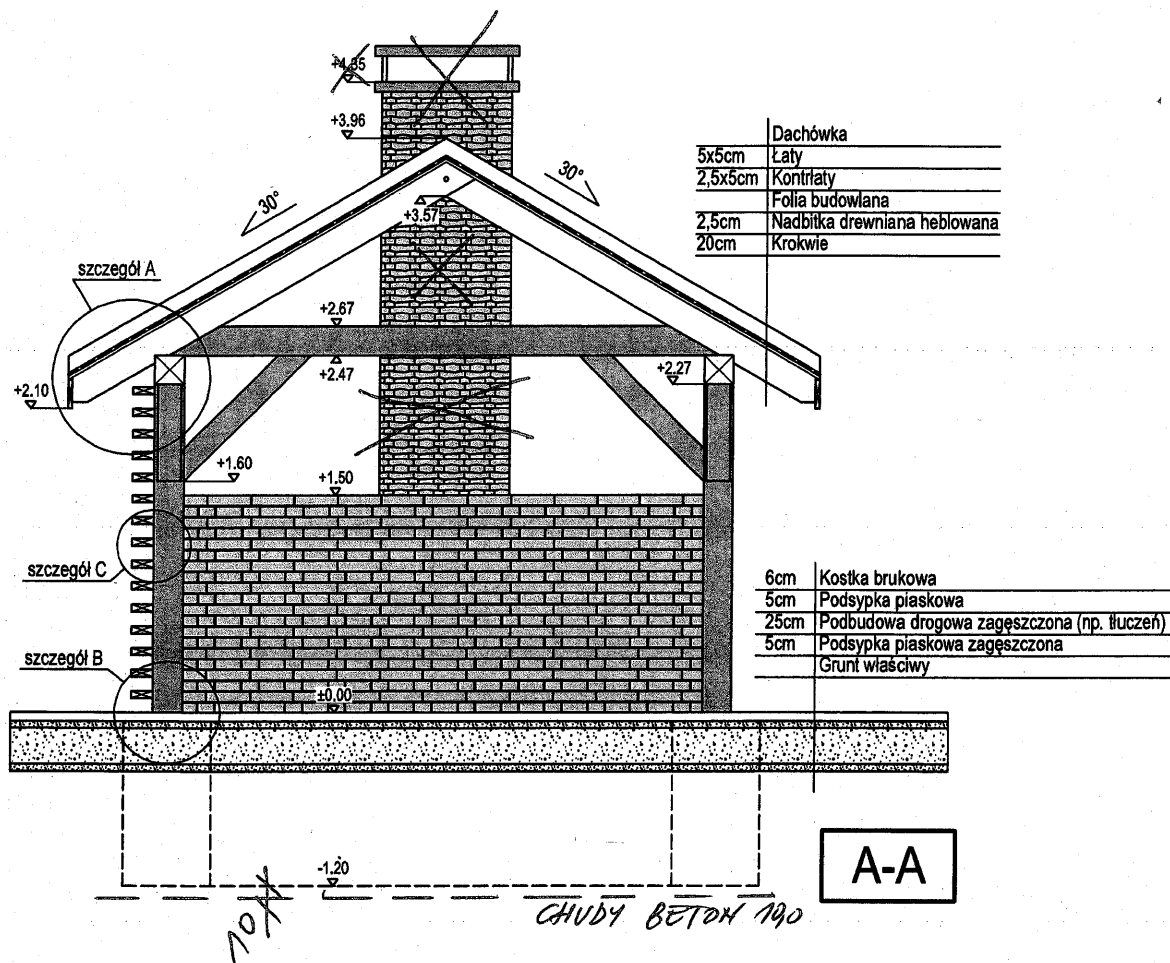 +4.35
+3.96
30°
30°
+3.57
Dachówka
5x5cm Łaty
2,5x5cm Kontrłaty
Folia budowlana
2,5cm Nadbitka drewniana heblowana
20cm Krokwie
szczegół A
+2.67
+2.47
+2.27
+2.10
+1.60
+1.50
szczegół C
6cm Kostka brukowa
5cm Podsypka piaskowa
25cm Podbudowa drogowa zagęszczona (np. tłuczeń)
5cm Podsypka piaskowa zagęszczona
Grunt właściwy
szczegół B
±0,00
-1.20
A-A
10
CHUDY BETON 190